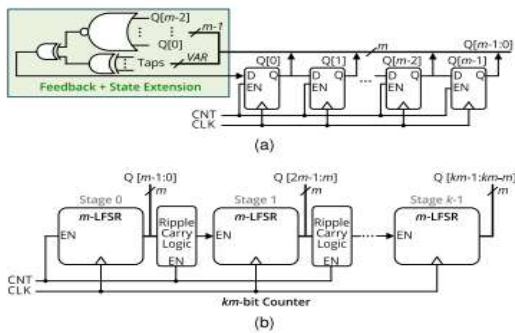 Q[m-2]
m-1
Q[0]
Taps
VAR
m
Q[m-1:0]
Feedback + State Extension
Q[0] Q[1] Q[m-2] Q[m-1]
D Q D Q D Q D Q
EN EN EN EN
CNT
CLK
(a)
Q [m-1:0] Q [2m-1:m] Q [km-1:km-m]
Stage 0 m Stage 1 m Stage k-1 m
m-LFSR Ripple Carry Logic m-LFSR Ripple Carry Logic m-LFSR
EN EN EN EN EN
CNT
CLK
km-bit Counter
(b)